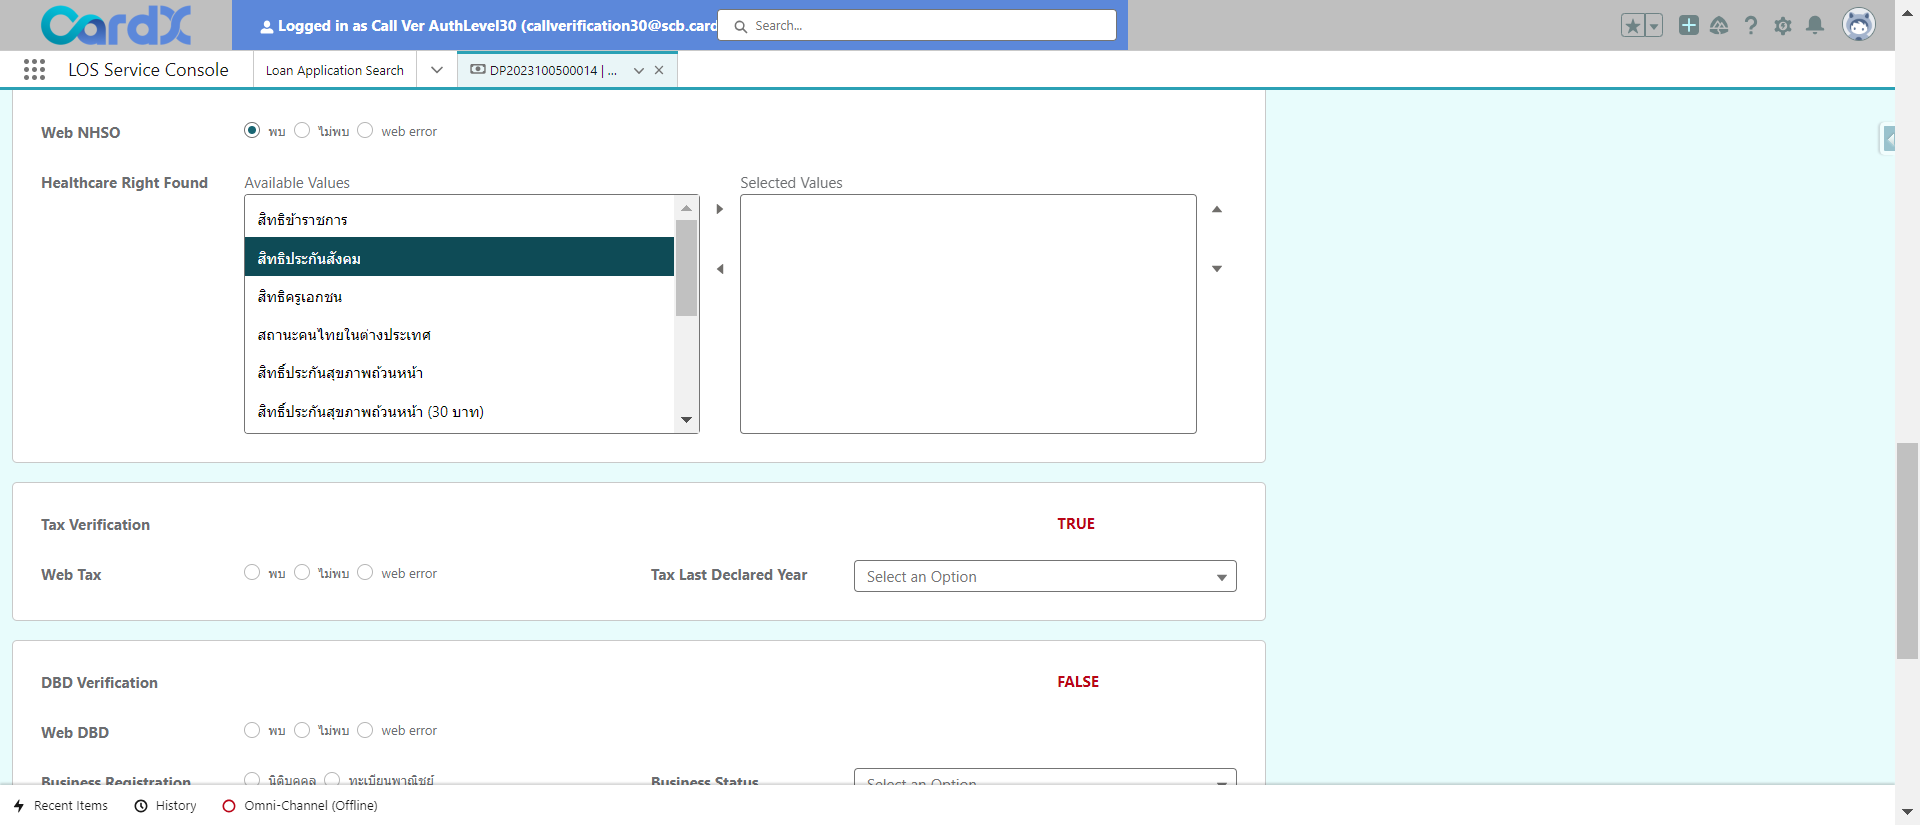 CardX
Logged in as Call Ver AuthLevel30 (callverification30@scb.card
Search...
LOS Service Console
Loan Application Search
DP2023100500014 | ...
Web NHSO
พบ ไม่พบ web error
Healthcare Right Found
Available Values
Selected Values
สิทธิข้าราชการ
สิทธิประกันสังคม
สิทธิครูเอกชน
สถานะคนไทยในต่างประเทศ
สิทธิ์ประกันสุขภาพถ้วนหน้า
สิทธิ์ประกันสุขภาพถ้วนหน้า (30 บาท)
Tax Verification
TRUE
Web Tax
พบ ไม่พบ web error
Tax Last Declared Year
Select an Option
DBD Verification
FALSE
Web DBD
พบ ไม่พบ web error
Business Registration
นิติบุคคล ทะเบียนพาณิชย์
Business Status
Select an Option
Recent Items
History
Omni-Channel (Offline)